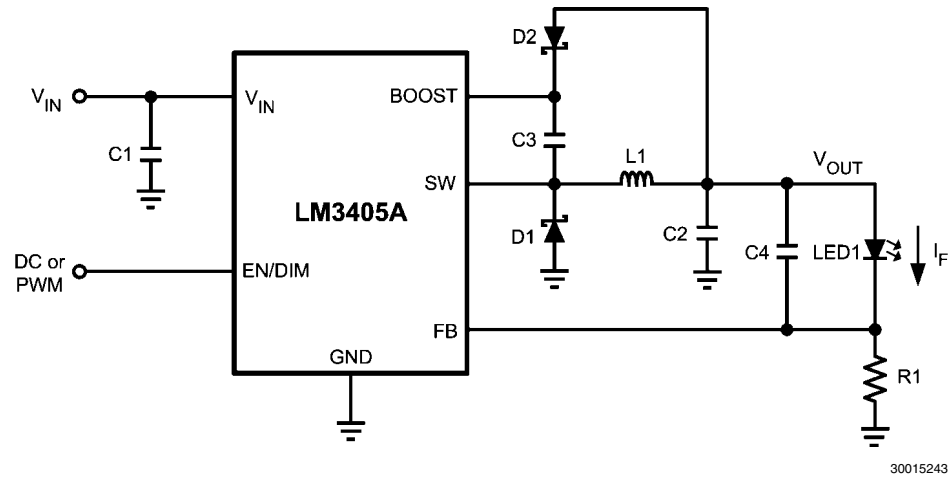 D2
V_IN
V_IN
BOOST
C1
C3
L1
V_OUT
SW
LM3405A
D1
C2
C4
LED1
I_F
DC or
PWM
EN/DIM
FB
GND
R1
30015243